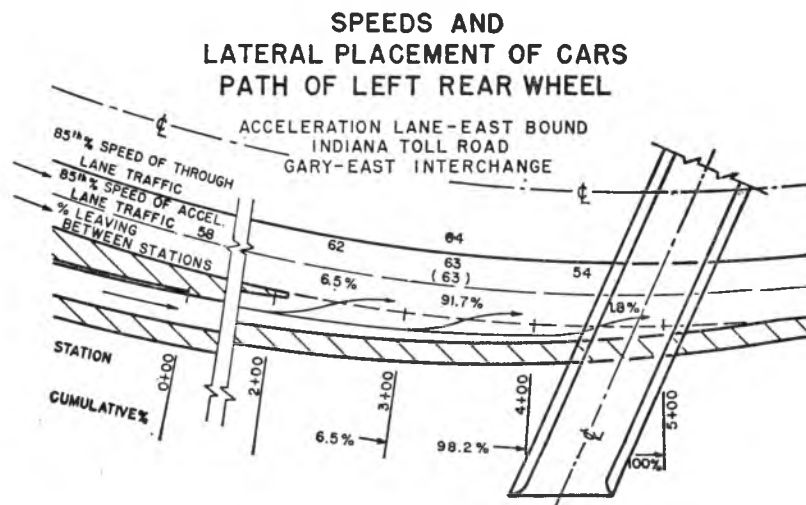 SPEEDS AND
LATERAL PLACEMENT OF CARS
PATH OF LEFT REAR WHEEL
ACCELERATION LANE-EAST BOUND
INDIANA TOLL ROAD
GARY-EAST INTERCHANGE
℄
℄
85th% SPEED OF THROUGH
LANE TRAFFIC
85th% SPEED OF ACCEL.
LANE TRAFFIC 58
% LEAVING
BETWEEN STATIONS
62
64
63
(63)
54
6.5%
91.7%
1.8%
STATION
0+00
2+00
3+00
4+00
5+00
CUMULATIVE%
6.5%
98.2%
100%
℄